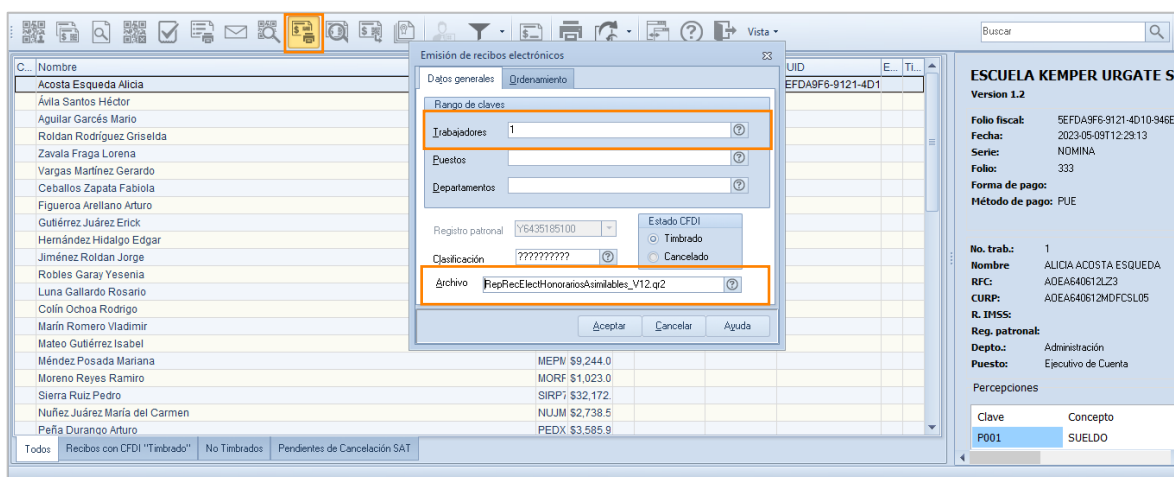 Vista
Buscar
C... Nombre UID E... Ti...
Acosta Esqueda Alicia EFDA9F6-9121-4D1
Ávila Santos Héctor
Aguilar Garcés Mario
Roldan Rodríguez Griselda
Zavala Fraga Lorena
Vargas Martínez Gerardo
Ceballos Zapata Fabiola
Figueroa Arellano Arturo
Gutiérrez Juárez Erick
Hernández Hidalgo Edgar
Jiménez Roldan Jorge
Robles Garay Yesenia
Luna Gallardo Rosario
Colín Ochoa Rodrigo
Marín Romero Vladimir
Mateo Gutiérrez Isabel
Méndez Posada Mariana MEPM $9,244.0
Moreno Reyes Ramiro MORF $1,023.0
Sierra Ruiz Pedro SIRP7 $32,172.
Nuñez Juárez María del Carmen NUJM $2,738.5
Peña Durango Arturo PEDX $3,585.9
Todos Recibos con CFDI "Timbrado" No Timbrados Pendientes de Cancelación SAT
Emisión de recibos electrónicos
Datos generales Ordenamiento
Rango de claves
Trabajadores 1
Puestos
Departamentos
Registro patronal Y6435185100
Estado CFDI
Timbrado
Cancelado
Clasificación ??????????
Archivo RepRecElectHonorariosAsimilables_V12.qr2
Aceptar Cancelar Ayuda
ESCUELA KEMPER URGATE S
Version 1.2
Folio fiscal: 5EFDA9F6-9121-4D10-946E
Fecha: 2023-05-09T12:29:13
Serie: NOMINA
Folio: 333
Forma de pago:
Método de pago: PUE
No. trab.: 1
Nombre ALICIA ACOSTA ESQUEDA
RFC: AOEA640612LZ3
CURP: AOEA640612MDFCSL05
R. IMSS:
Reg. patronal:
Depto.: Administración
Puesto: Ejecutivo de Cuenta
Percepciones
Clave Concepto
P001 SUELDO